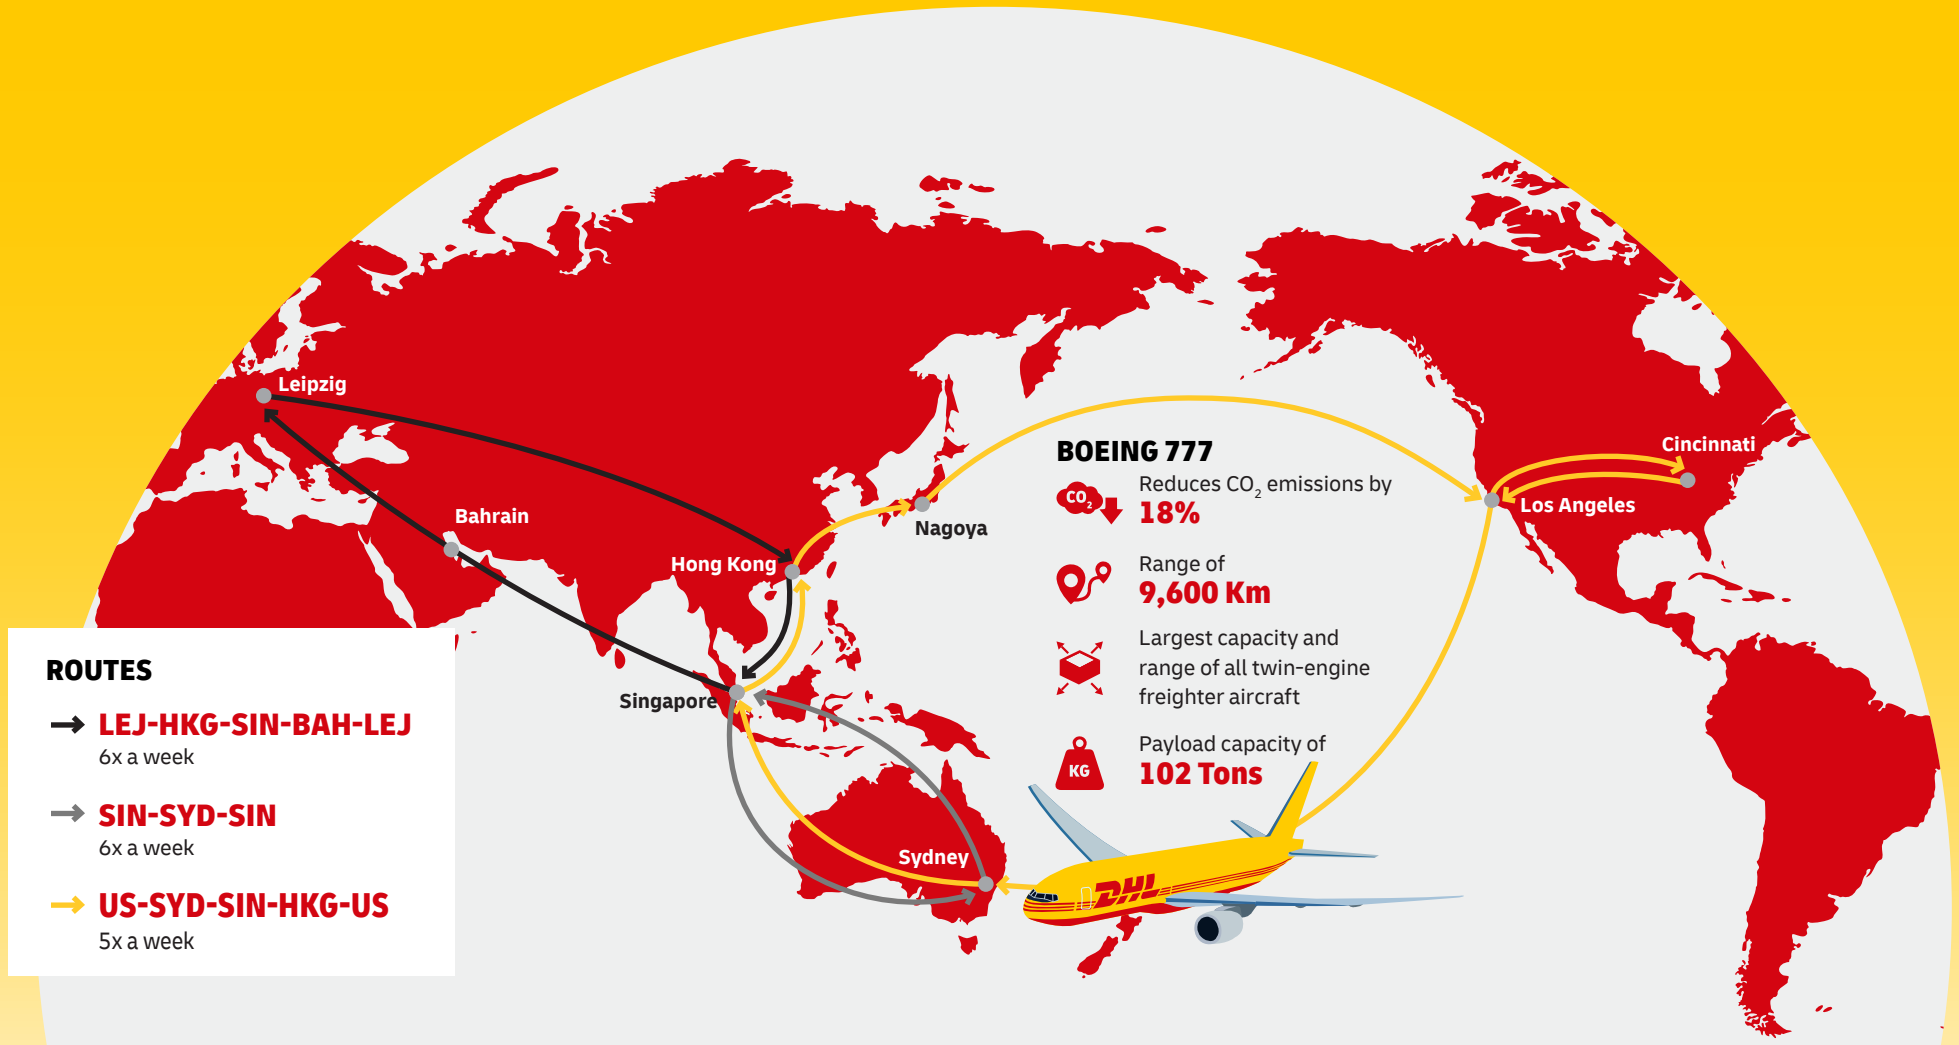 Leipzig
Cincinnati
BOEING 777
Reduces CO₂ emissions by
CO₂
18%
Los Angeles
Bahrain
Nagoya
Hong Kong
Range of
9,600 Km
Largest capacity and
range of all twin-engine
freighter aircraft
Singapore
Payload capacity of
KG
102 Tons
Sydney
DHL
ROUTES
LEJ-HKG-SIN-BAH-LEJ
6x a week
SIN-SYD-SIN
6x a week
US-SYD-SIN-HKG-US
5x a week